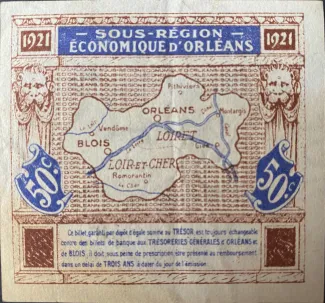 1921
SOUS-RÉGION
ÉCONOMIQUE D'ORLÉANS
1921
Pithiviers
ORLÉANS
Montargis
Vendôme
LOIRET
BLOIS
LOIR-ET-CHER
Romorantin
Le Cher
50c
50c
Ce billet garanti par dépôt d'égale somme au TRÉSOR est toujours échangeable
contre des billets de banque aux TRÉSORERIES GÉNÉRALES d'ORLÉANS et
de BLOIS, il doit sous peine de prescription, être présenté au remboursement
dans un délai de TROIS ANS à dater du jour de l'émission